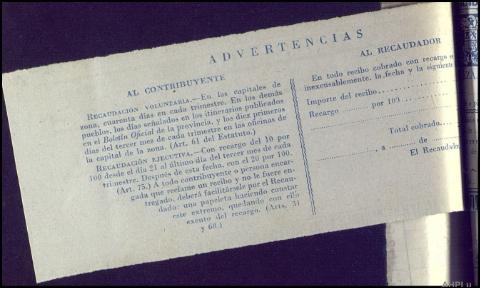 ADVERTENCIAS
AL CONTRIBUYENTE
RECAUDACIÓN VOLUNTARIA.—En las capitales de
zona, cuarenta días en cada trimestre. En los demás
pueblos, los días señalados en los itinerarios publicados
en el Boletín Oficial de la provincia, y los diez primeros
días del tercer mes de cada trimestre en las oficinas de
la capital de la zona. (Art. 61 del Estatuto.)
RECAUDACIÓN EJECUTIVA.—Con recargo del 10 por
100 desde el día 21 al último día del tercer mes de cada
trimestre. Después de esta fecha, con el 20 por 100.
(Art. 75.) A todo contribuyente o persona encar-
gada que reclame un recibo y no le fuere en-
tregado, deberá facilitársele por el Recau-
dador una papeleta haciendo constar
este extremo, quedando con ello
exento del recargo. (Arts. 31
y 68.)
AL RECAUDADOR
En todo recibo cobrado con recargo
inexcusablemente, la fecha y la siguiente
Importe del recibo
Recargo por 100
Total cobrado
, a de
El Recauda
AHPLu